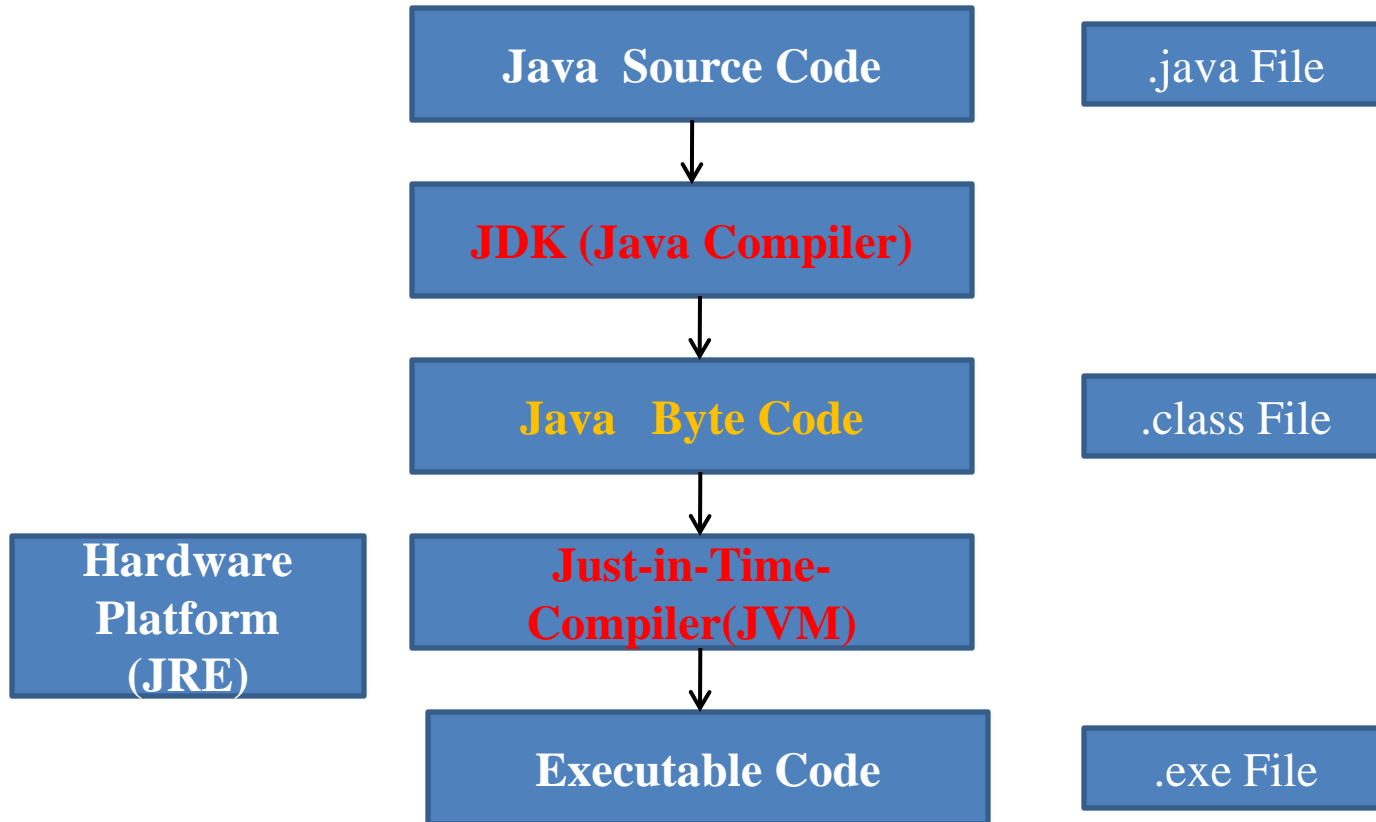 Java  Source Code
.java File
JDK (Java Compiler)
Java   Byte Code
.class File
Hardware
Platform
(JRE)
Just-in-Time-
Compiler(JVM)
Executable Code
.exe File